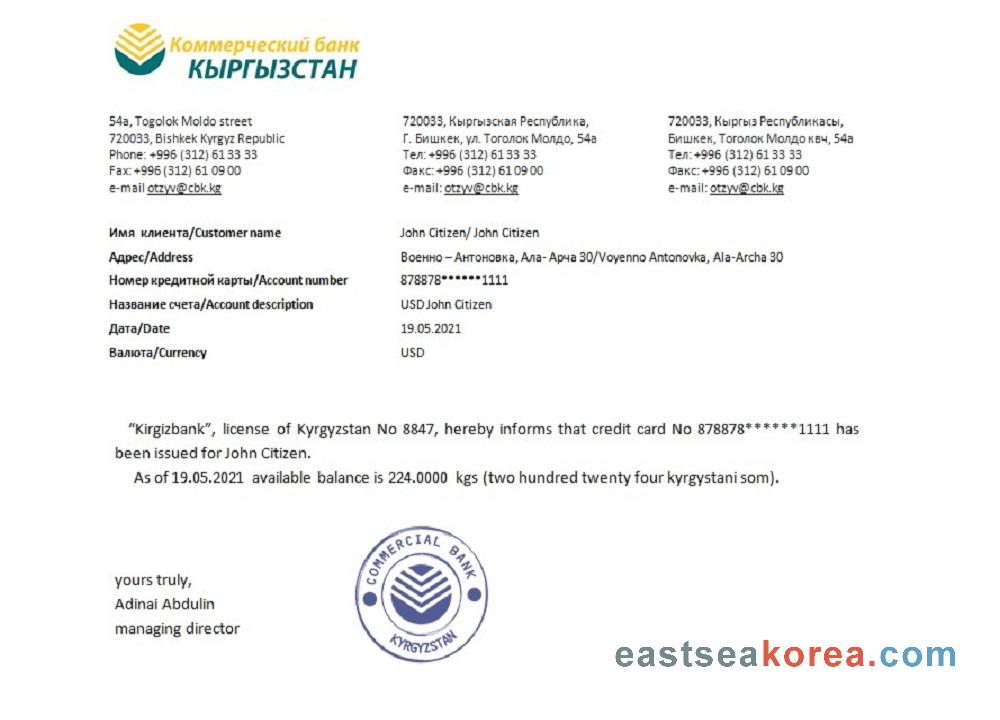 Коммерческий банк
КЫРГЫЗСТАН
54a, Togolok Moldo street
720033, Bishkek Kyrgyz Republic
Phone: +996 (312) 61 33 33
Fax: +996 (312) 61 09 00
e-mail otzyv@cbk.kg
720033, Кыргызская Республика,
Г. Бишкек, ул. Тоголок Молдо, 54а
Тел: +996 (312) 61 33 33
Факс: +996 (312) 61 09 00
e-mail: otzyv@cbk.kg
720033, Кыргыз Республикасы,
Бишкек, Тоголок Молдо квч, 54а
Тел: +996 (312) 61 33 33
Факс: +996 (312) 61 09 00
e-mail: otzyv@cbk.kg
Имя клиента/Customer name John Citizen/ John Citizen
Адрес/Address Военно – Антоновка, Ала- Арча 30/Voyenno Antonovka, Ala-Archa 30
Номер кредитной карты/Account number 878878******1111
Название счета/Account description USD John Citizen
Дата/Date 19.05.2021
Валюта/Currency USD
“Kirgizbank”, license of Kyrgyzstan No 8847, hereby informs that credit card No 878878******1111 has
been issued for John Citizen.
As of 19.05.2021 available balance is 224.0000 kgs (two hundred twenty four kyrgystani som).
yours truly,
Adinai Abdulin
managing director
COMMERCIAL BANK
KYRGYZSTAN
eastseakorea.com